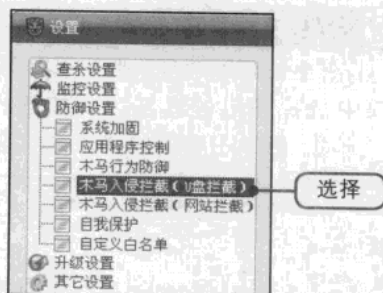 设置
查杀设置
监控设置
防御设置
系统加固
应用程序控制
木马行为防御
木马入侵拦截（U盘拦截）
选择
木马入侵拦截（网站拦截）
自我保护
自定义白名单
升级设置
其它设置